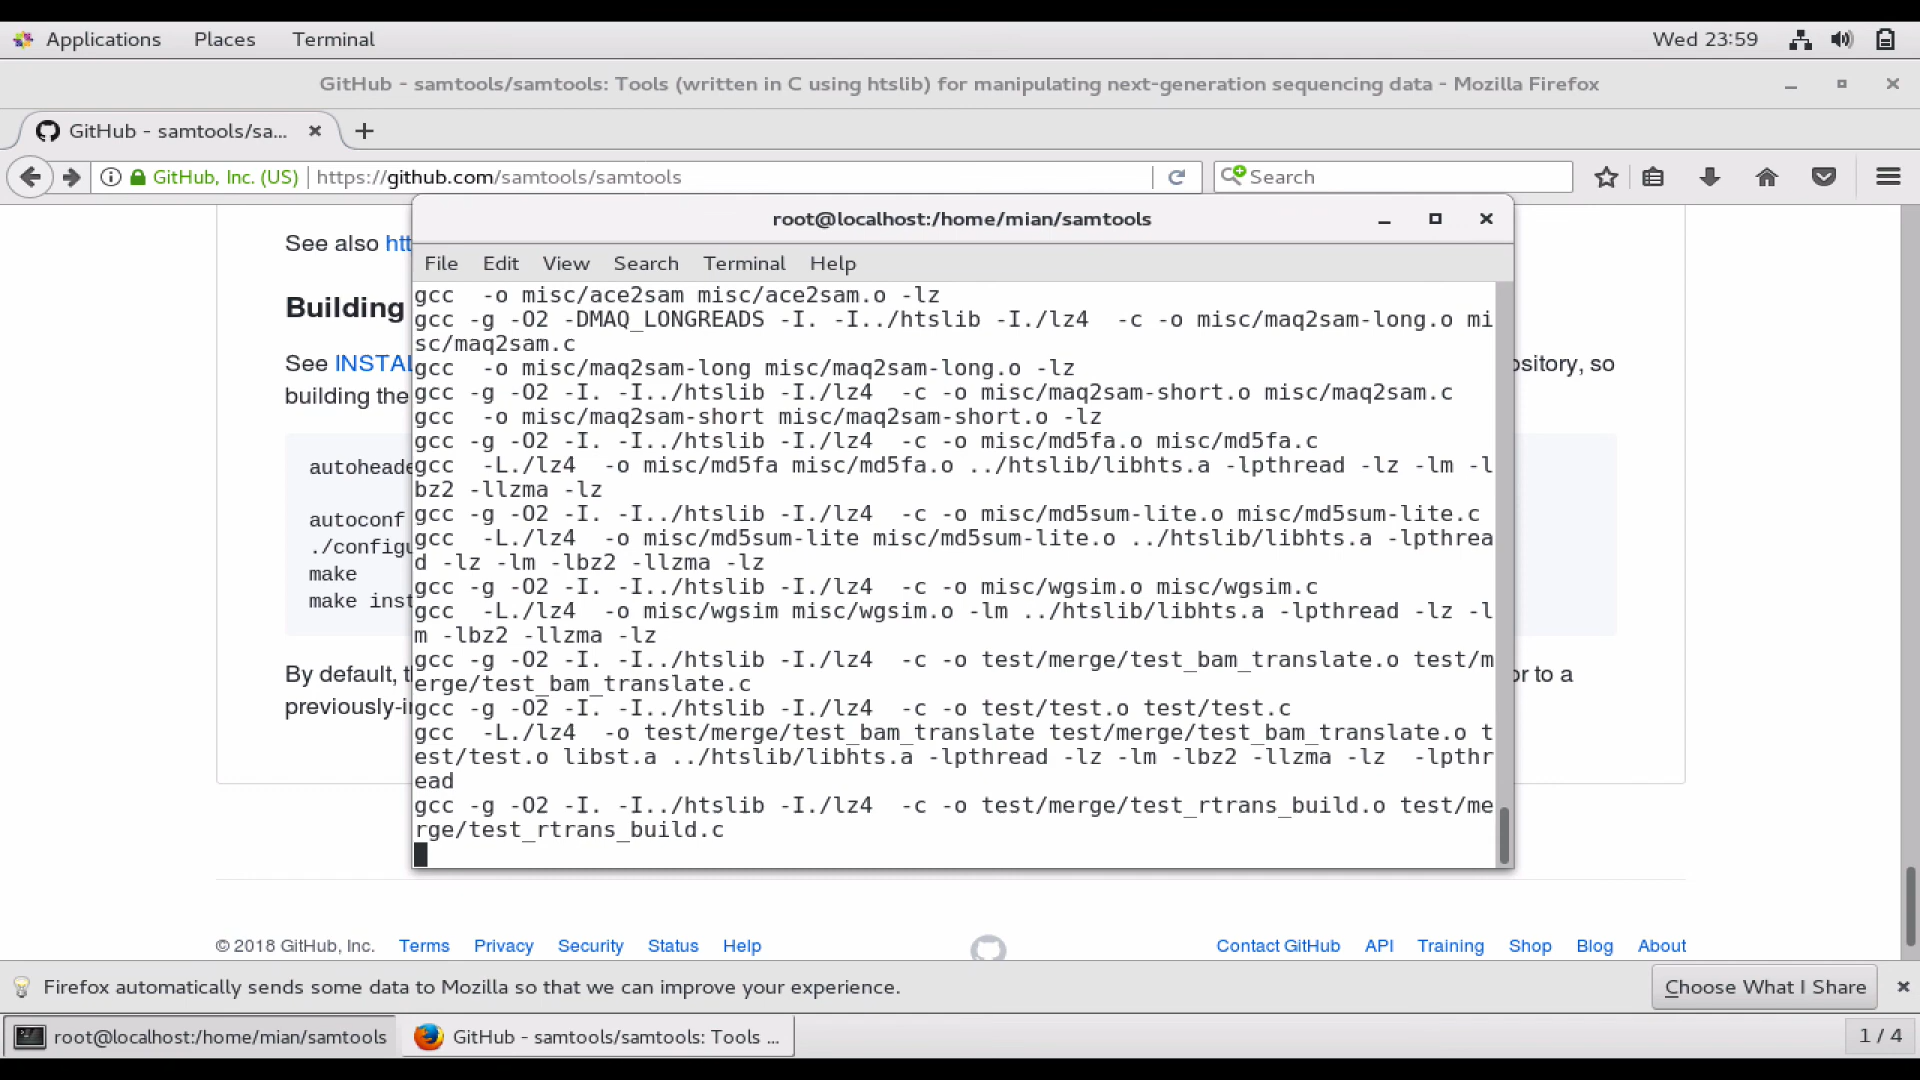 Applications Places Terminal Wed 23:59
GitHub - samtools/samtools: Tools (written in C using htslib) for manipulating next-generation sequencing data - Mozilla Firefox
GitHub - samtools/sa...
GitHub, Inc. (US) https://github.com/samtools/samtools Search
root@localhost:/home/mian/samtools
File Edit View Search Terminal Help
See also htt
Building
See INSTAL
ository, so
building the
autoheade
autoconf
./configu
make
make inst
By default, t
or to a
previously-i
gcc  -o misc/ace2sam misc/ace2sam.o -lz
gcc -g -O2 -DMAQ_LONGREADS -I. -I../htslib -I./lz4  -c -o misc/maq2sam-long.o mi
sc/maq2sam.c
gcc  -o misc/maq2sam-long misc/maq2sam-long.o -lz
gcc -g -O2 -I. -I../htslib -I./lz4  -c -o misc/maq2sam-short.o misc/maq2sam.c
gcc  -o misc/maq2sam-short misc/maq2sam-short.o -lz
gcc -g -O2 -I. -I../htslib -I./lz4  -c -o misc/md5fa.o misc/md5fa.c
gcc  -L./lz4  -o misc/md5fa misc/md5fa.o ../htslib/libhts.a -lpthread -lz -lm -l
bz2 -llzma -lz
gcc -g -O2 -I. -I../htslib -I./lz4  -c -o misc/md5sum-lite.o misc/md5sum-lite.c
gcc  -L./lz4  -o misc/md5sum-lite misc/md5sum-lite.o ../htslib/libhts.a -lpthrea
d -lz -lm -lbz2 -llzma -lz
gcc -g -O2 -I. -I../htslib -I./lz4  -c -o misc/wgsim.o misc/wgsim.c
gcc  -L./lz4  -o misc/wgsim misc/wgsim.o -lm ../htslib/libhts.a -lpthread -lz -l
m -lbz2 -llzma -lz
gcc -g -O2 -I. -I../htslib -I./lz4  -c -o test/merge/test_bam_translate.o test/m
erge/test_bam_translate.c
gcc -g -O2 -I. -I../htslib -I./lz4  -c -o test/test.o test/test.c
gcc  -L./lz4  -o test/merge/test_bam_translate test/merge/test_bam_translate.o t
est/test.o libst.a ../htslib/libhts.a -lpthread -lz -lm -lbz2 -llzma -lz  -lpthr
ead
gcc -g -O2 -I. -I../htslib -I./lz4  -c -o test/merge/test_rtrans_build.o test/me
rge/test_rtrans_build.c
© 2018 GitHub, Inc. Terms Privacy Security Status Help Contact GitHub API Training Shop Blog About
Firefox automatically sends some data to Mozilla so that we can improve your experience. Choose What I Share
root@localhost:/home/mian/samtools GitHub - samtools/samtools: Tools ... 1 / 4